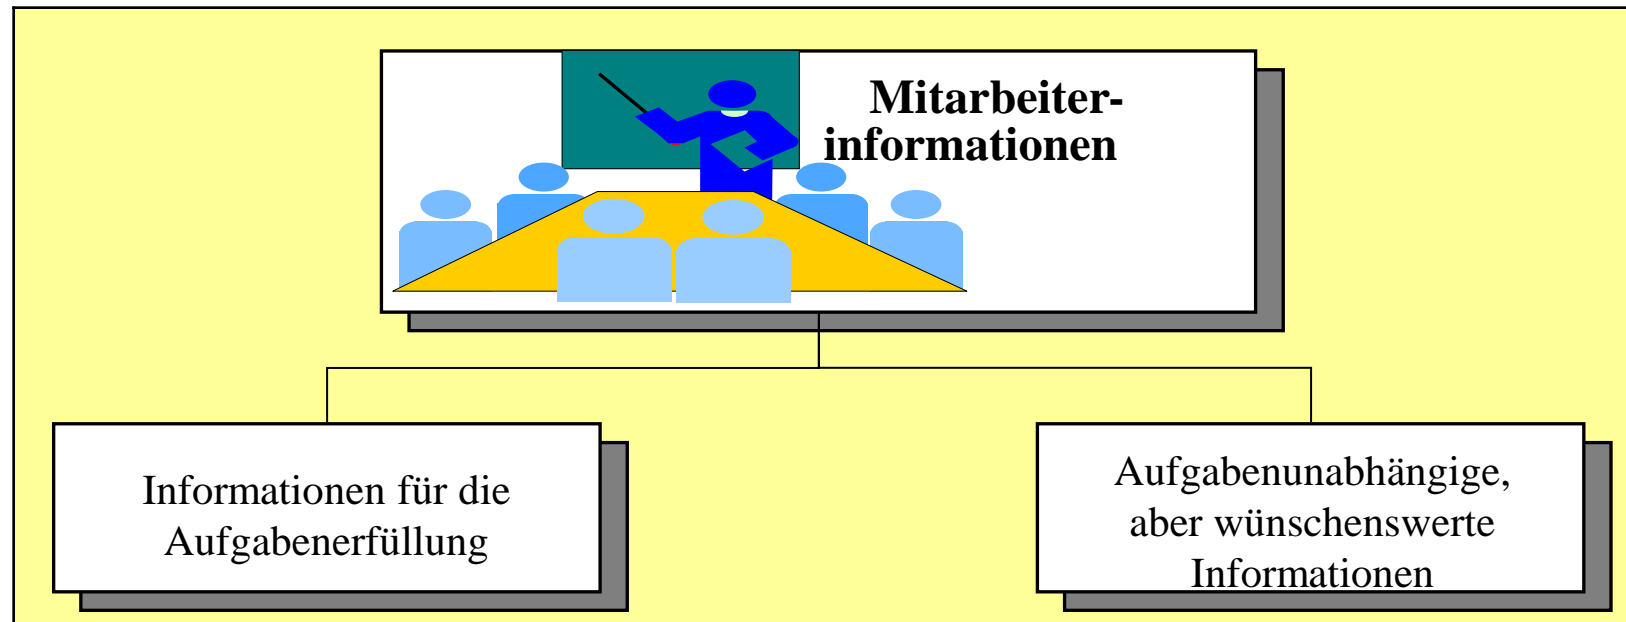 Mitarbeiter-
informationen
Informationen für die
Aufgabenerfüllung
Aufgabenunabhängige,
aber wünschenswerte
Informationen